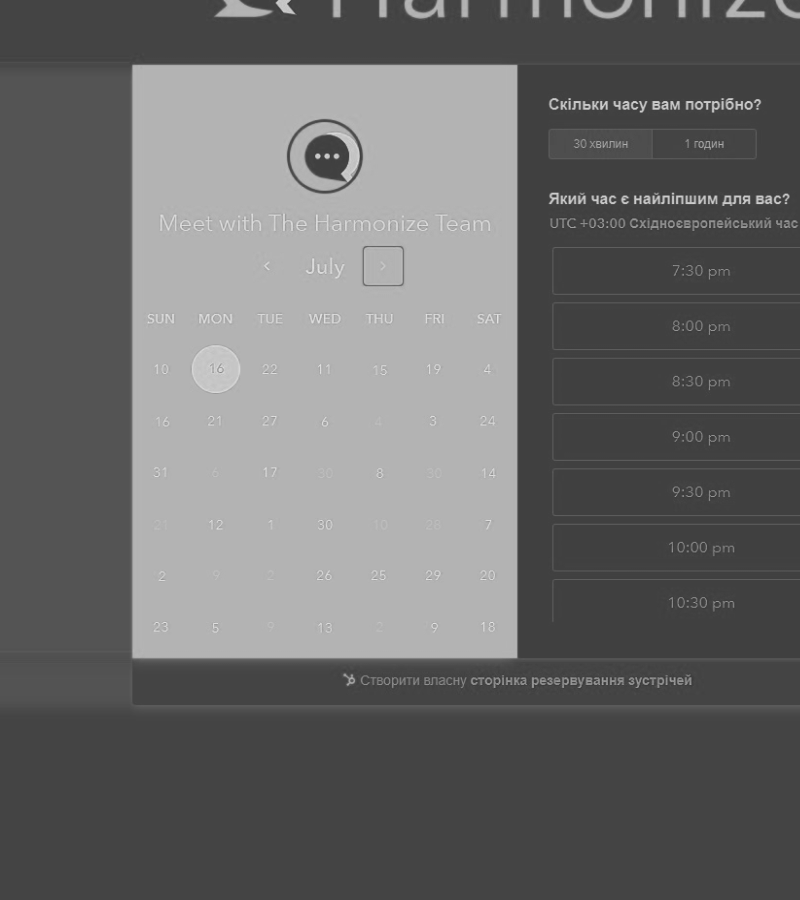 Harmonize
Meet with The Harmonize Team
July
SUN MON TUE WED THU FRI SAT
10 16 22 11 15 19 4
16 21 27 6 4 3 24
31 6 17 30 8 30 14
21 12 1 30 10 28 7
2 9 2 26 25 29 20
23 5 9 13 2 9 18
Скільки часу вам потрібно?
30 хвилин 1 годин
Який час є найліпшим для вас?
UTC +03:00 Східноєвропейський час
7:30 pm
8:00 pm
8:30 pm
9:00 pm
9:30 pm
10:00 pm
10:30 pm
Створити власну сторінка резервування зустрічей